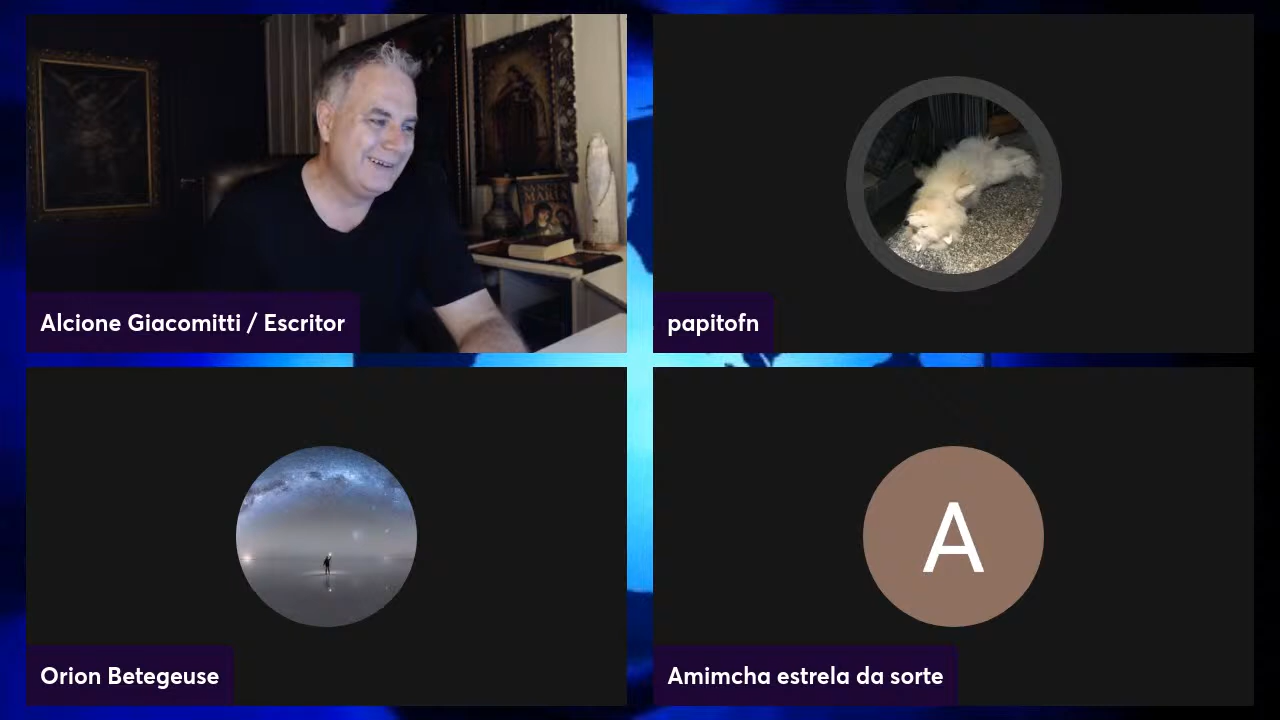 Alcione Giacomitti / Escritor
papitofn
Orion Betegeuse
A
Amimcha estrela da sorte